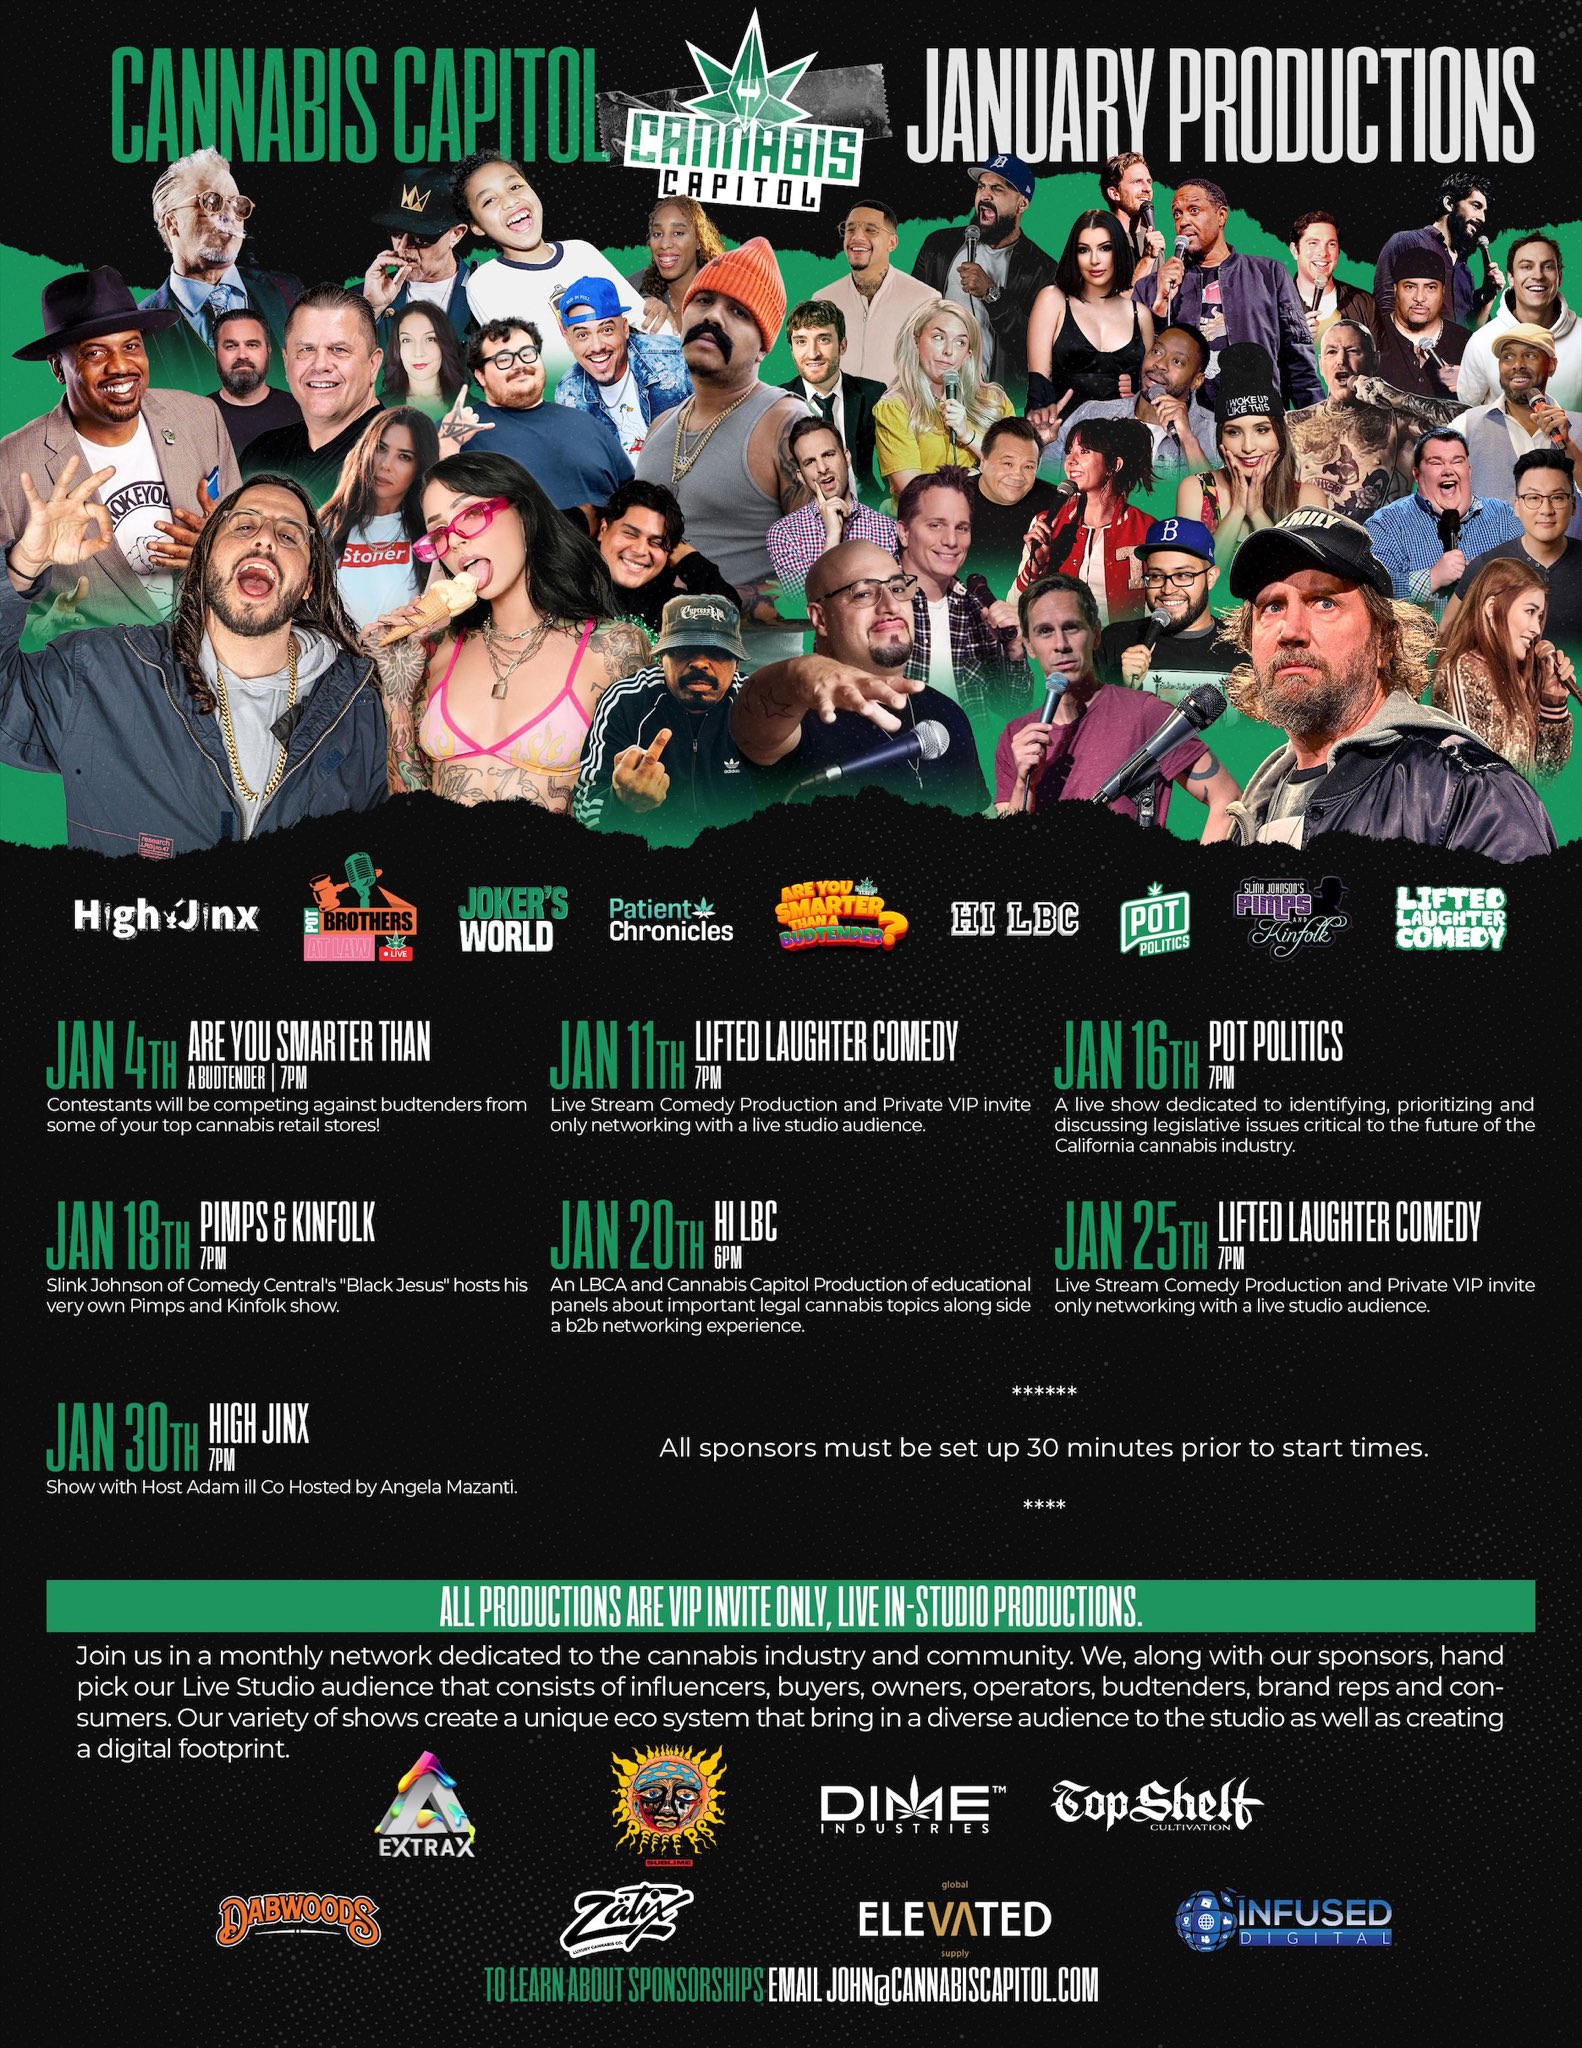 CANNABIS CAPITOL
CANNABIS
CAPITOL
JANUARY PRODUCTIONS
I WOKE UP
LIKE THIS
Stoner
B
Cypress Hill
adidas
High Jinx
POT
BROTHERS
AT LAW
LIVE
JOKER'S
WORLD
Patient
Chronicles
ARE YOU
SMARTER
THAN A
BUDTENDER?
HI LBC
POT
POLITICS
SLINK JOHNSON'S
PIMPS
AND
Kinfolk
LIFTED
LAUGHTER
COMEDY
JAN 4TH ARE YOU SMARTER THAN
A BUDTENDER | 7PM
Contestants will be competing against budtenders from
some of your top cannabis retail stores!
JAN 11TH LIFTED LAUGHTER COMEDY
7PM
Live Stream Comedy Production and Private VIP invite
only networking with a live studio audience.
JAN 16TH POT POLITICS
7PM
A live show dedicated to identifying, prioritizing and
discussing legislative issues critical to the future of the
California cannabis industry.
JAN 18TH PIMPS & KINFOLK
7PM
Slink Johnson of Comedy Central's "Black Jesus" hosts his
very own Pimps and Kinfolk show.
JAN 20TH HI LBC
6PM
An LBCA and Cannabis Capitol Production of educational
panels about important legal cannabis topics along side
a b2b networking experience.
JAN 25TH LIFTED LAUGHTER COMEDY
7PM
Live Stream Comedy Production and Private VIP invite
only networking with a live studio audience.
JAN 30TH HIGH JINX
7PM
Show with Host Adam ill Co Hosted by Angela Mazanti.
******
All sponsors must be set up 30 minutes prior to start times.
****
ALL PRODUCTIONS ARE VIP INVITE ONLY, LIVE IN-STUDIO PRODUCTIONS.
Join us in a monthly network dedicated to the cannabis industry and community. We, along with our sponsors, hand
pick our Live Studio audience that consists of influencers, buyers, owners, operators, budtenders, brand reps and con-
sumers. Our variety of shows create a unique eco system that bring in a diverse audience to the studio as well as creating
a digital footprint.
EXTRAX
SUBLIME
DIME™
INDUSTRIES
Top Shelf
CULTIVATION
DABWOODS
Zätix
LUXURY CANNABIS CO.
global
ELEVATED
supply
INFUSED
DIGITAL
TO LEARN ABOUT SPONSORSHIPS EMAIL JOHN@CANNABISCAPITOL.COM